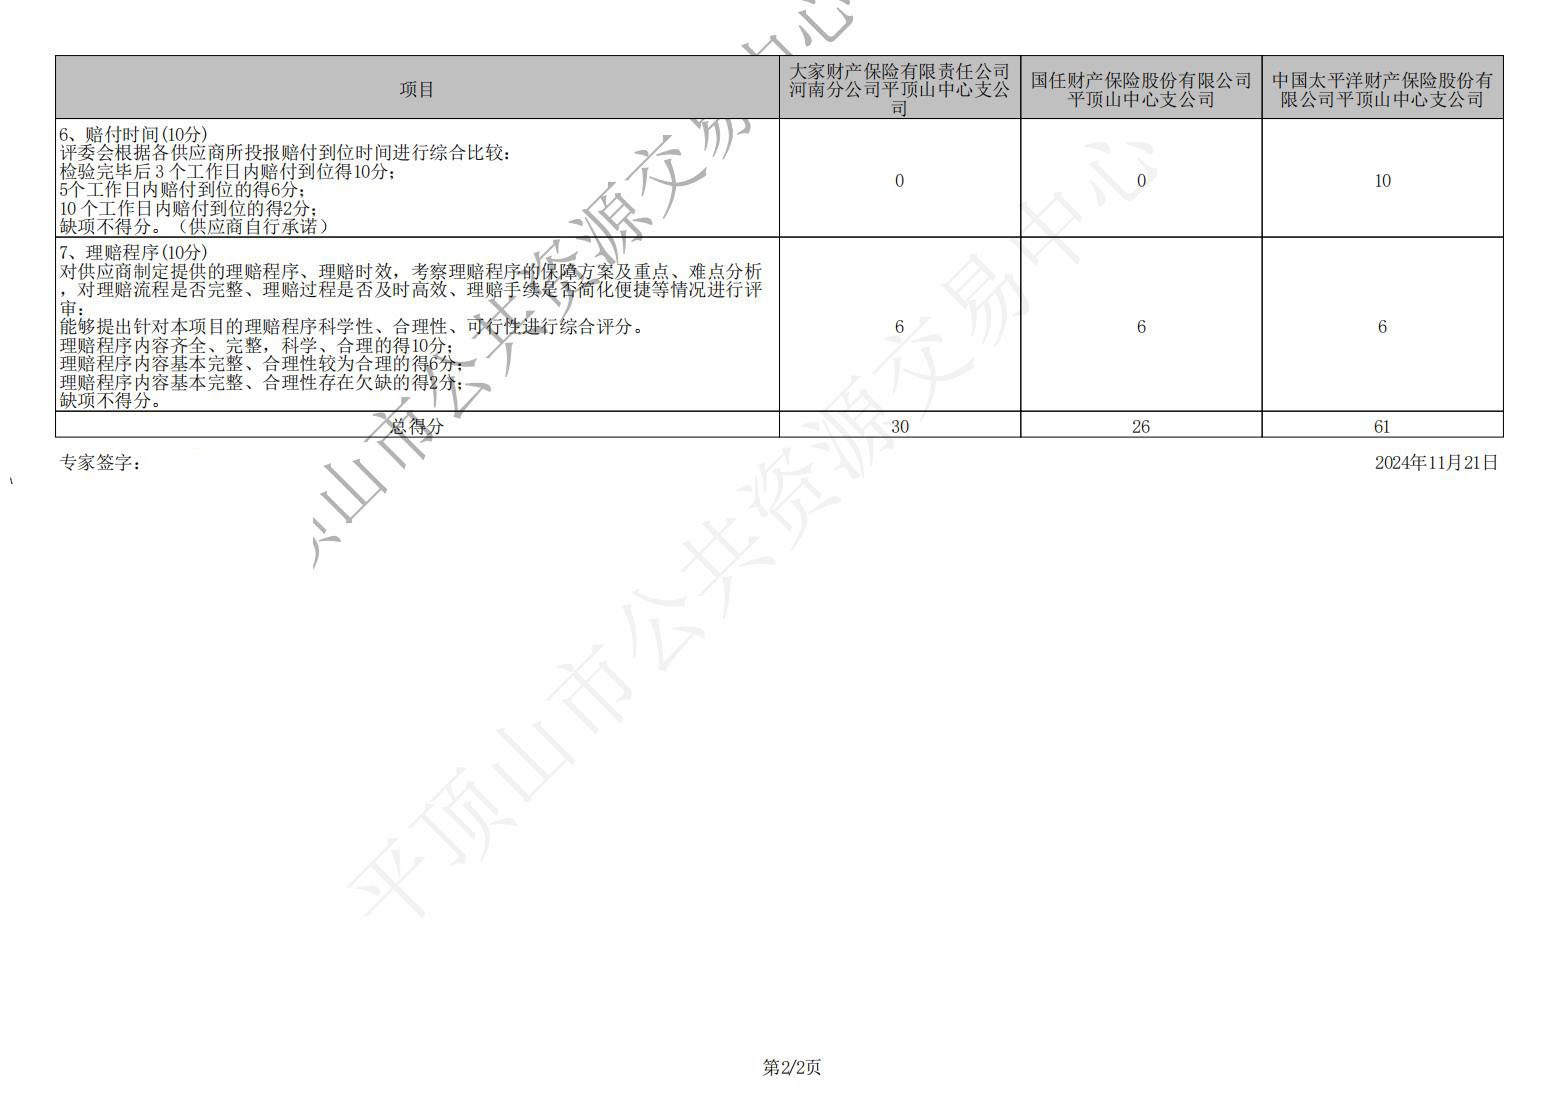 项目
大家财产保险有限责任公司
河南分公司平顶山中心支公
司
国任财产保险股份有限公司
平顶山中心支公司
中国太平洋财产保险股份有
限公司平顶山中心支公司
6、赔付时间(10分)
评委会根据各供应商所投报赔付到位时间进行综合比较：
检验完毕后 3 个工作日内赔付到位得10分；
5个工作日内赔付到位的得6分；
10 个工作日内赔付到位的得2分；
缺项不得分。（供应商自行承诺）
0
0
10
7、理赔程序(10分)
对供应商制定提供的理赔程序、理赔时效，考察理赔程序的保障方案及重点、难点分析
，对理赔流程是否完整、理赔过程是否及时高效、理赔手续是否简化便捷等情况进行评
审：
能够提出针对本项目的理赔程序科学性、合理性、可行性进行综合评分。
理赔程序内容齐全、完整，科学、合理的得10分；
理赔程序内容基本完整、合理性较为合理的得6分；
理赔程序内容基本完整、合理性存在欠缺的得2分；
缺项不得分。
6
6
6
总得分
30
26
61
专家签字：
2024年11月21日
山市公共资源交易中心
平顶山市公共资源交易中心
第2/2页